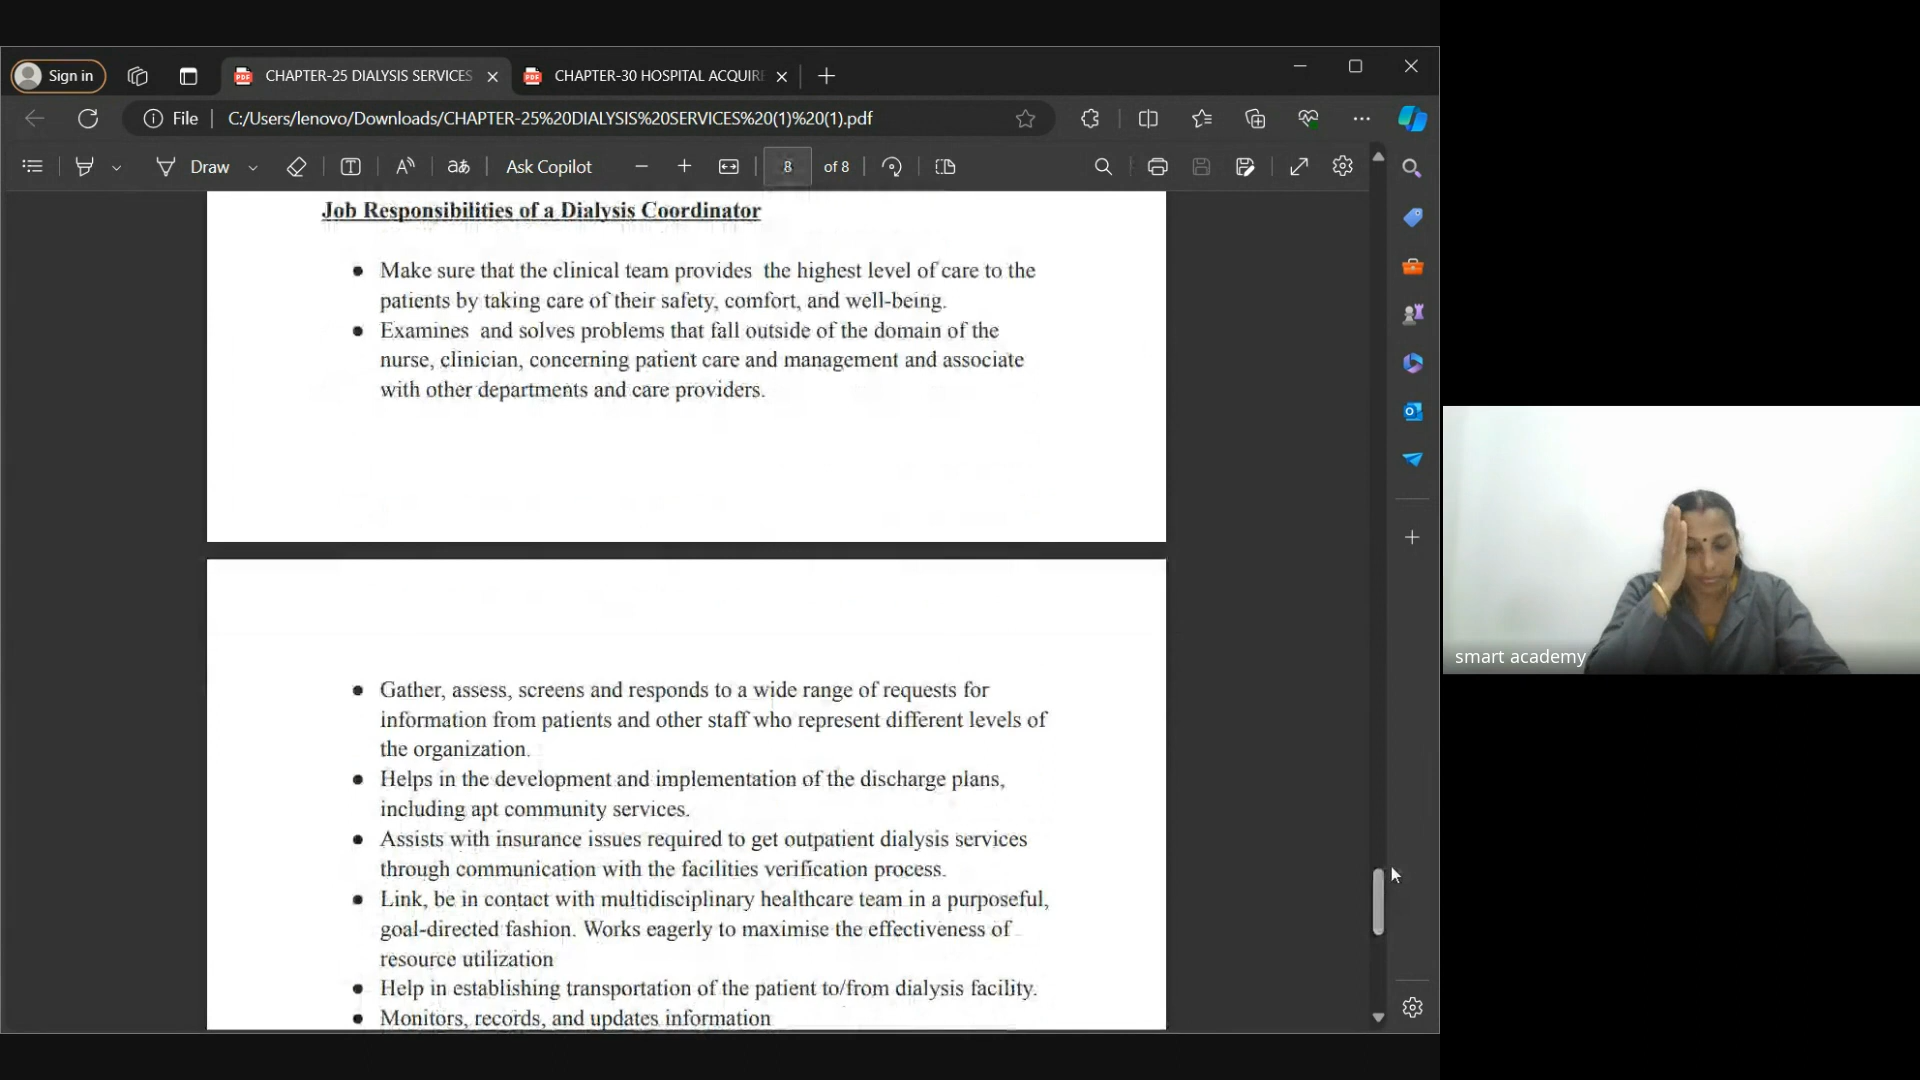 Sign in
CHAPTER-25 DIALYSIS SERVICES
CHAPTER-30 HOSPITAL ACQUIRE
File
C:/Users/lenovo/Downloads/CHAPTER-25%20DIALYSIS%20SERVICES%20(1)%20(1).pdf
Draw
Ask Copilot
8
of 8
Job Responsibilities of a Dialysis Coordinator
● Make sure that the clinical team provides the highest level of care to the
patients by taking care of their safety, comfort, and well-being.
● Examines and solves problems that fall outside of the domain of the
nurse, clinician, concerning patient care and management and associate
with other departments and care providers.
● Gather, assess, screens and responds to a wide range of requests for
information from patients and other staff who represent different levels of
the organization.
● Helps in the development and implementation of the discharge plans,
including apt community services.
● Assists with insurance issues required to get outpatient dialysis services
through communication with the facilities verification process.
● Link, be in contact with multidisciplinary healthcare team in a purposeful,
goal-directed fashion. Works eagerly to maximise the effectiveness of
resource utilization
● Help in establishing transportation of the patient to/from dialysis facility.
● Monitors, records, and updates information
smart academy